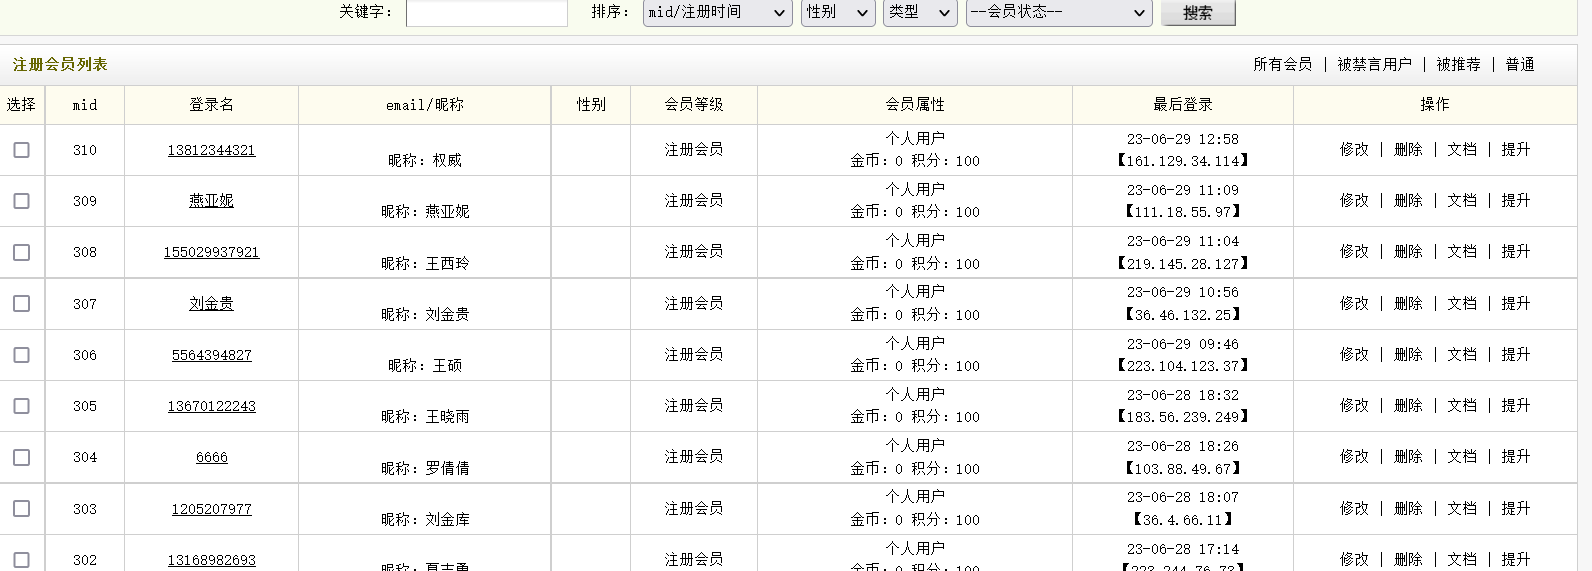 关键字： 排序： mid/注册时间 性别 类型 --会员状态-- 搜索
注册会员列表 所有会员 | 被禁言用户 | 被推荐 | 普通
选择 mid 登录名 email/昵称 性别 会员等级 会员属性 最后登录 操作
个人用户 23-06-29 12:58
310 13812344321 注册会员 修改 | 删除 | 文档 | 提升
昵称：权威 金币：0 积分：100 【161.129.34.114】
个人用户 23-06-29 11:09
309 燕亚妮 注册会员 修改 | 删除 | 文档 | 提升
昵称：燕亚妮 金币：0 积分：100 【111.18.55.97】
个人用户 23-06-29 11:04
308 155029937921 注册会员 修改 | 删除 | 文档 | 提升
昵称：王西玲 金币：0 积分：100 【219.145.28.127】
个人用户 23-06-29 10:56
307 刘金贵 注册会员 修改 | 删除 | 文档 | 提升
昵称：刘金贵 金币：0 积分：100 【36.46.132.25】
个人用户 23-06-29 09:46
306 5564394827 注册会员 修改 | 删除 | 文档 | 提升
昵称：王硕 金币：0 积分：100 【223.104.123.37】
个人用户 23-06-28 18:32
305 13670122243 注册会员 修改 | 删除 | 文档 | 提升
昵称：王晓雨 金币：0 积分：100 【183.56.239.249】
个人用户 23-06-28 18:26
304 6666 注册会员 修改 | 删除 | 文档 | 提升
昵称：罗倩倩 金币：0 积分：100 【103.88.49.67】
个人用户 23-06-28 18:07
303 1205207977 注册会员 修改 | 删除 | 文档 | 提升
昵称：刘金库 金币：0 积分：100 【36.4.66.11】
个人用户 23-06-28 17:14
302 13168982693 注册会员 修改 | 删除 | 文档 | 提升
昵称： 金币：0 积分：100